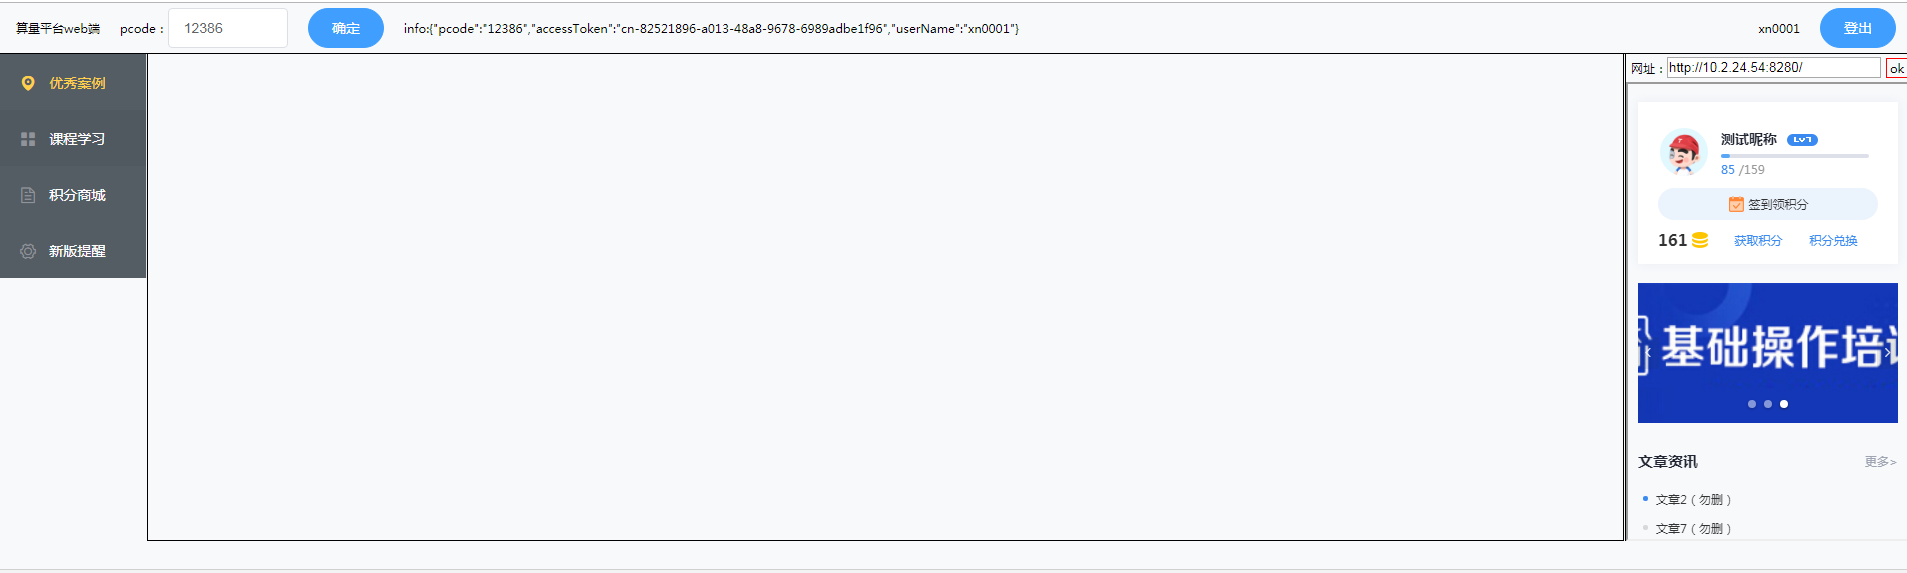 算量平台web端 pcode： 12386 确定 info:{"pcode":"12386","accessToken":"cn-82521896-a013-48a8-9678-6989adbe1f96","userName":"xn0001"} xn0001 登出
优秀案例
课程学习
积分商城
新版提醒
网址：http://10.2.24.54:8280/ ok
测试昵称 Lv7
85 /159
签到领积分
161 获取积分 积分兑换
基础操作培
文章资讯 更多>
文章2（勿删）
文章7（勿删）